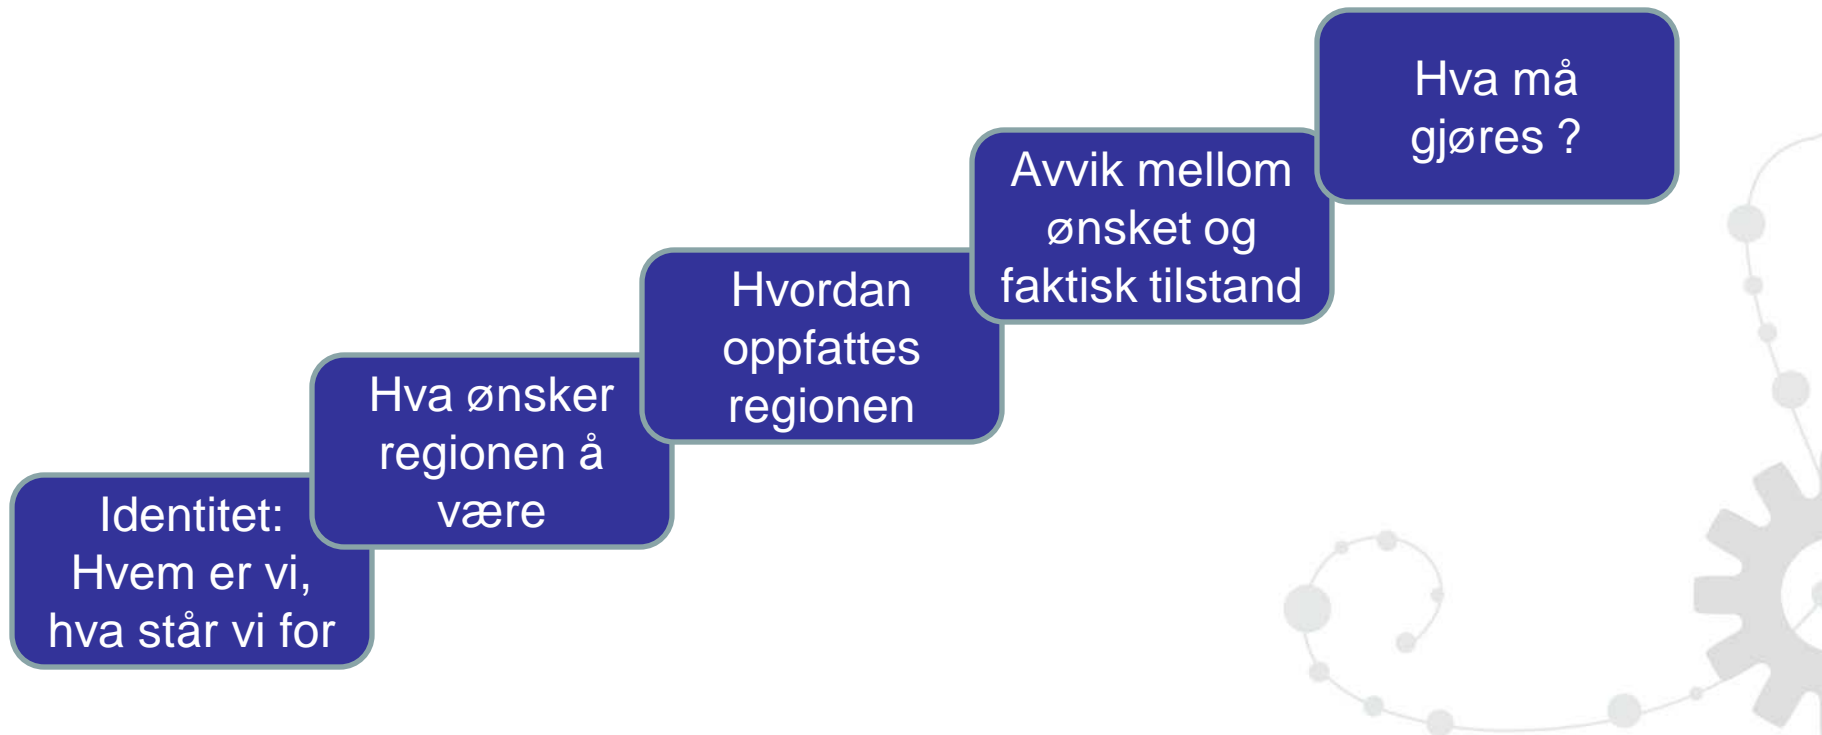 Identitet:
Hvem er vi,
hva står vi for
Hva ønsker
regionen å
være
Hvordan
oppfattes
regionen
Avvik mellom
ønsket og
faktisk tilstand
Hva må
gjøres ?